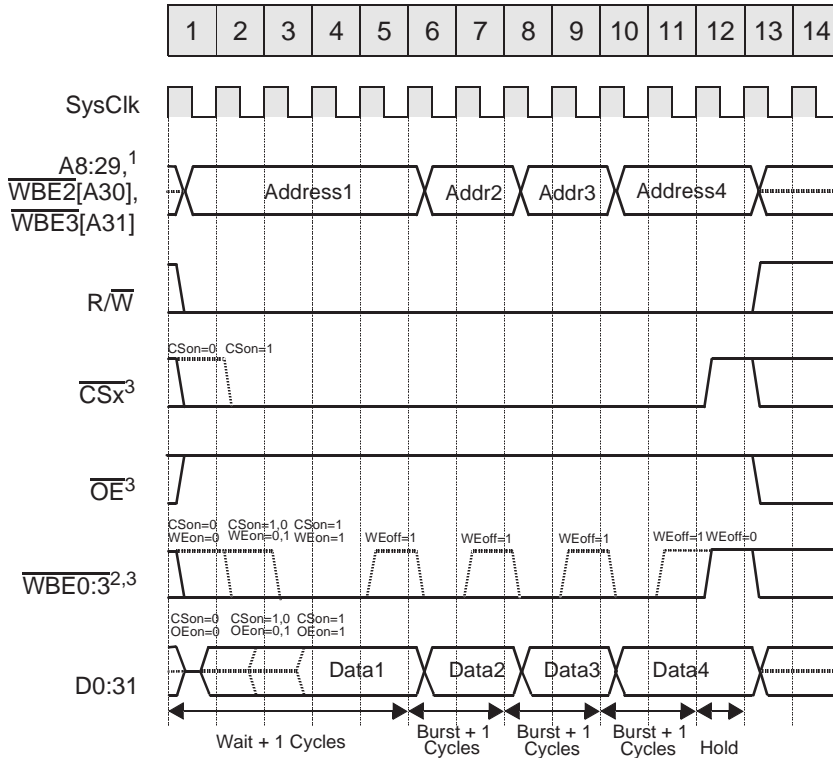 1 2 3 4 5 6 7 8 9 10 11 12 13 14
SysClk
A8:29,1
WBE2[A30],
WBE3[A31]
Address1 Addr2 Addr3 Address4
R/W
CSon=0 CSon=1
CSx3
OE3
CSon=0 CSon=1,0 CSon=1
WEon=0 WEon=0,1 WEon=1 WEoff=1 WEoff=1 WEoff=1 WEoff=1 WEoff=0
WBE0:32,3
CSon=0 CSon=1,0 CSon=1
OEon=0 OEon=0,1 OEon=1
D0:31
Data1 Data2 Data3 Data4
Wait + 1 Cycles
Burst + 1
Cycles
Burst + 1
Cycles
Burst + 1
Cycles
Hold